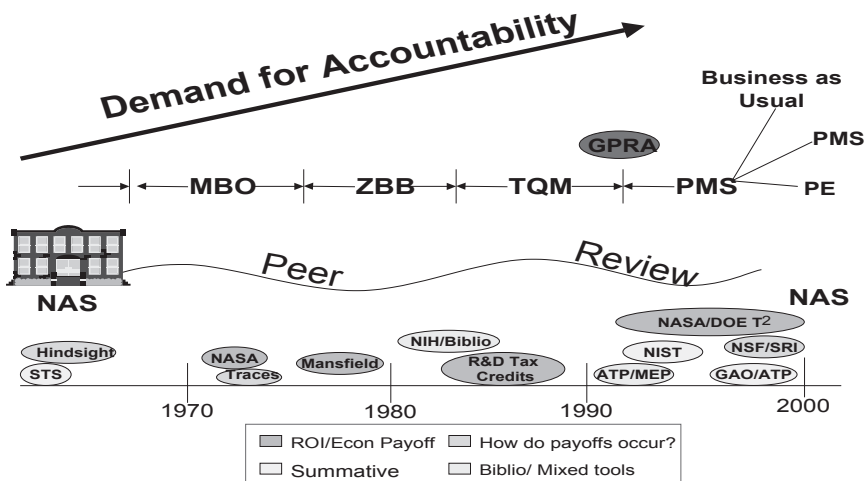 Demand for Accountability
Business as
Usual
GPRA
PMS
MBO
ZBB
TQM
PMS
PE
Peer
Review
NAS
NAS
NASA/DOE T2
NIH/Biblio
Hindsight
NASA
Mansfield
R&D Tax
Credits
NIST
NSF/SRI
STS
Traces
ATP/MEP
GAO/ATP
1970
1980
1990
2000
ROI/Econ Payoff
How do payoffs occur?
Summative
Biblio/ Mixed tools